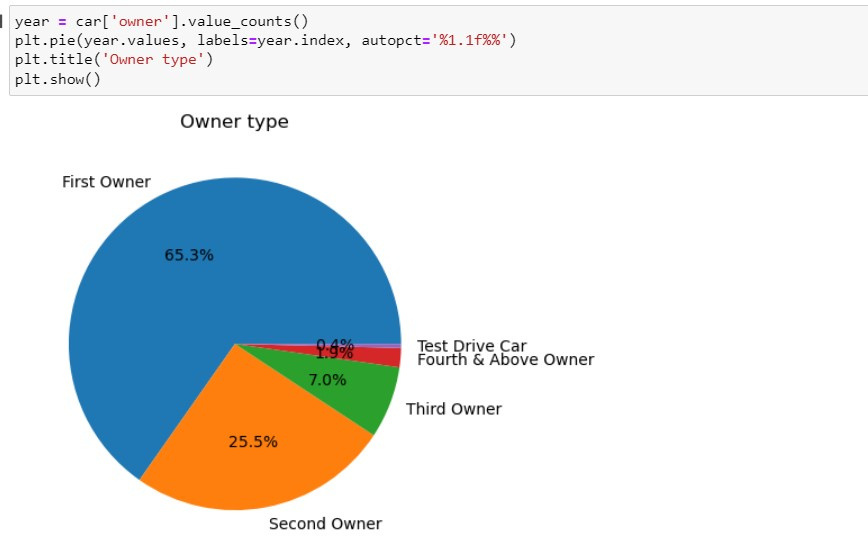 year = car['owner'].value_counts()
plt.pie(year.values, labels=year.index, autopct='%1.1f%%')
plt.title('Owner type')
plt.show()
Owner type
First Owner
65.3%
0.4%
Test Drive Car
1.9%
Fourth & Above Owner
7.0%
Third Owner
25.5%
Second Owner